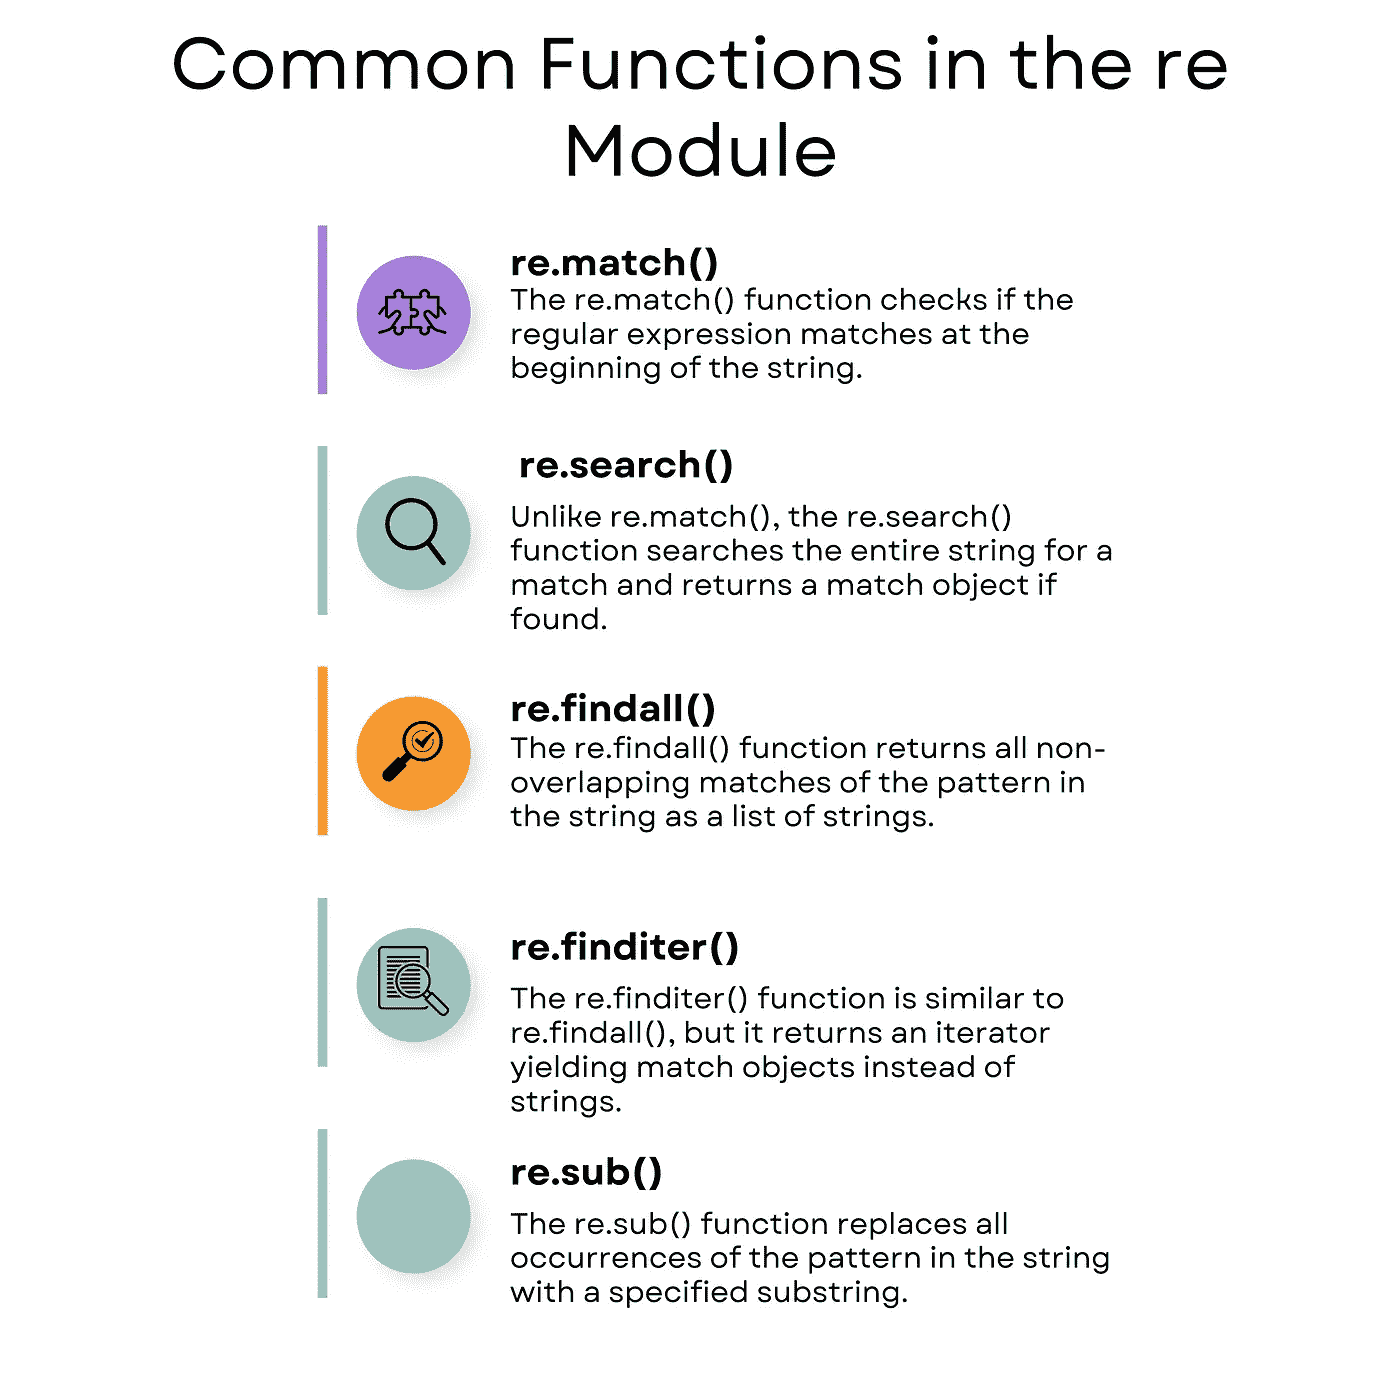 Common Functions in the re
Module
re.match()
The re.match() function checks if the
regular expression matches at the
beginning of the string.
re.search()
Unlike re.match(), the re.search()
function searches the entire string for a
match and returns a match object if
found.
re.findall()
The re.findall() function returns all non-
overlapping matches of the pattern in
the string as a list of strings.
re.finditer()
The re.finditer() function is similar to
re.findall(), but it returns an iterator
yielding match objects instead of
strings.
re.sub()
The re.sub() function replaces all
occurrences of the pattern in the string
with a specified substring.